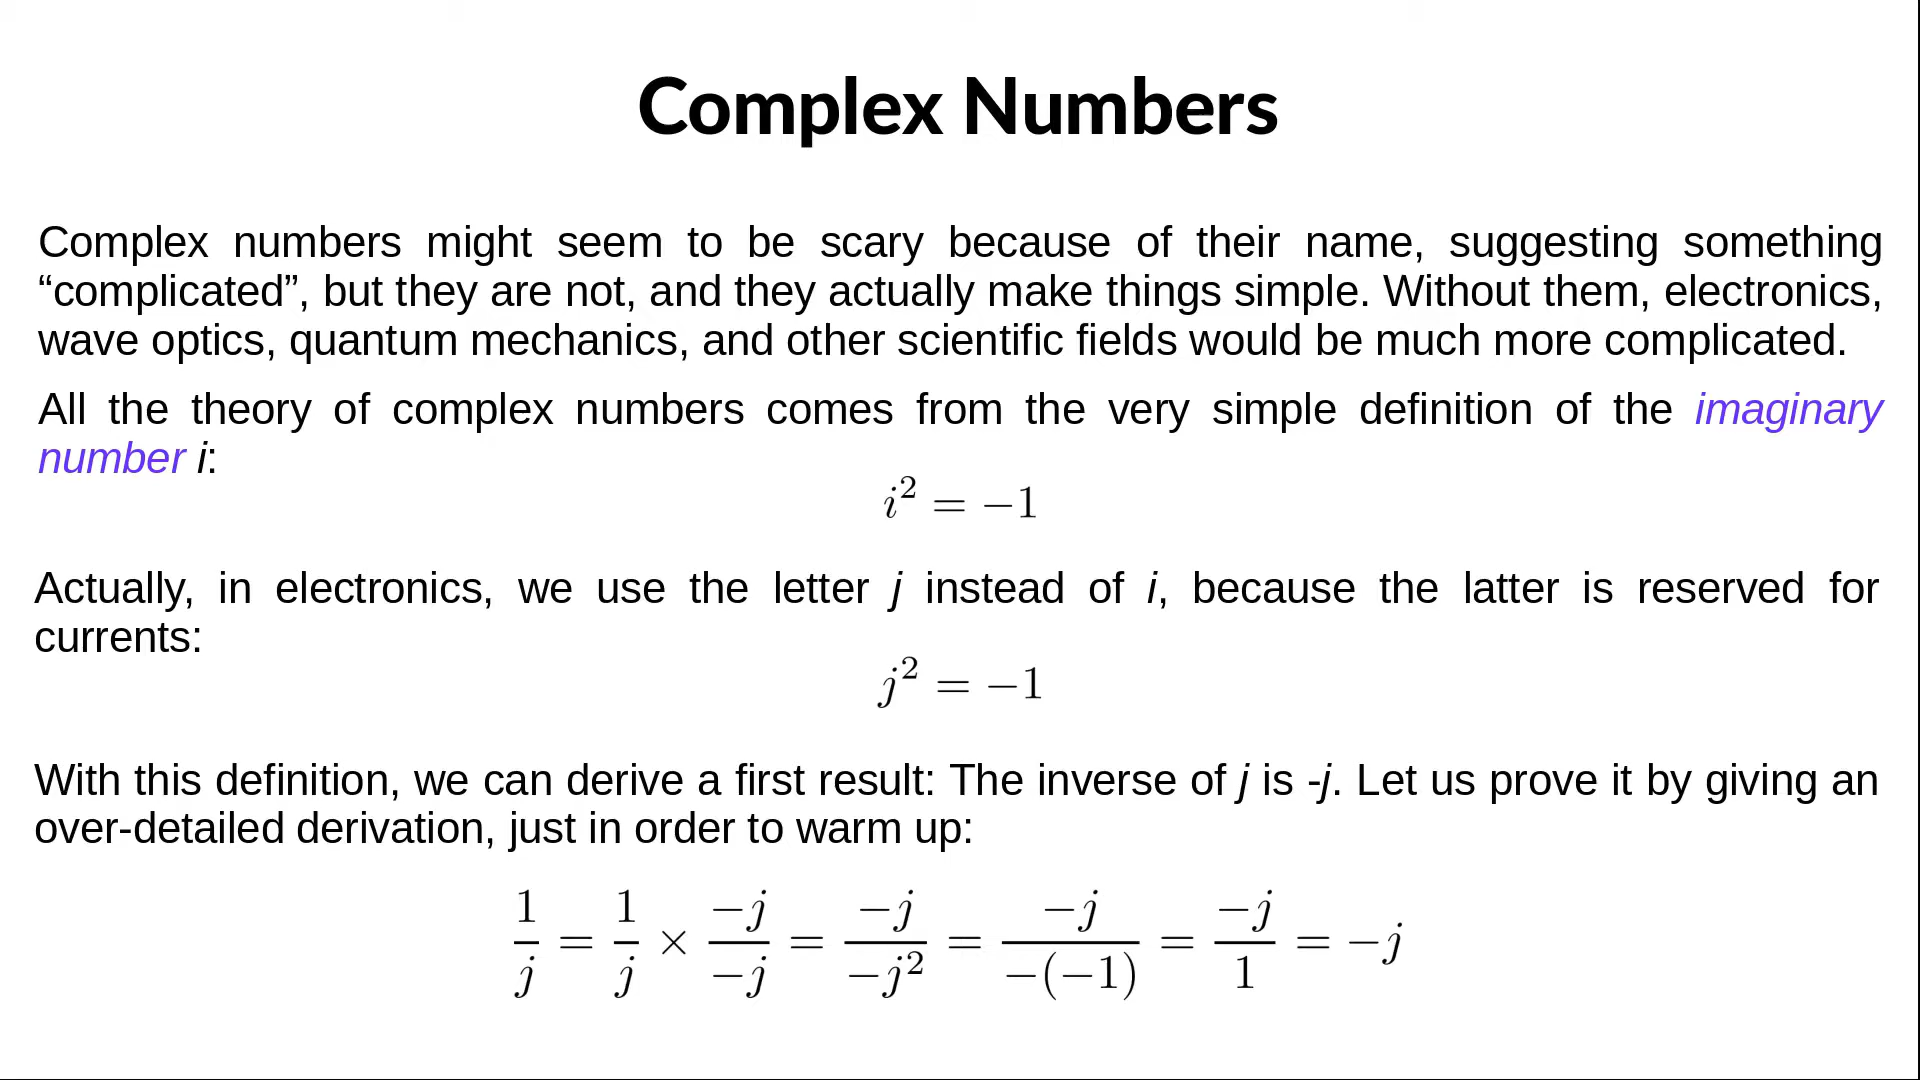 Complex Numbers
Complex numbers might seem to be scary because of their name, suggesting something
“complicated”, but they are not, and they actually make things simple. Without them, electronics,
wave optics, quantum mechanics, and other scientific fields would be much more complicated.
All the theory of complex numbers comes from the very simple definition of the imaginary
number i:
i² = −1
Actually, in electronics, we use the letter j instead of i, because the latter is reserved for
currents:
j² = −1
With this definition, we can derive a first result: The inverse of j is -j. Let us prove it by giving an
over-detailed derivation, just in order to warm up:
1/j = 1/j × −j/−j = −j/−j² = −j/−(−1) = −j/1 = −j